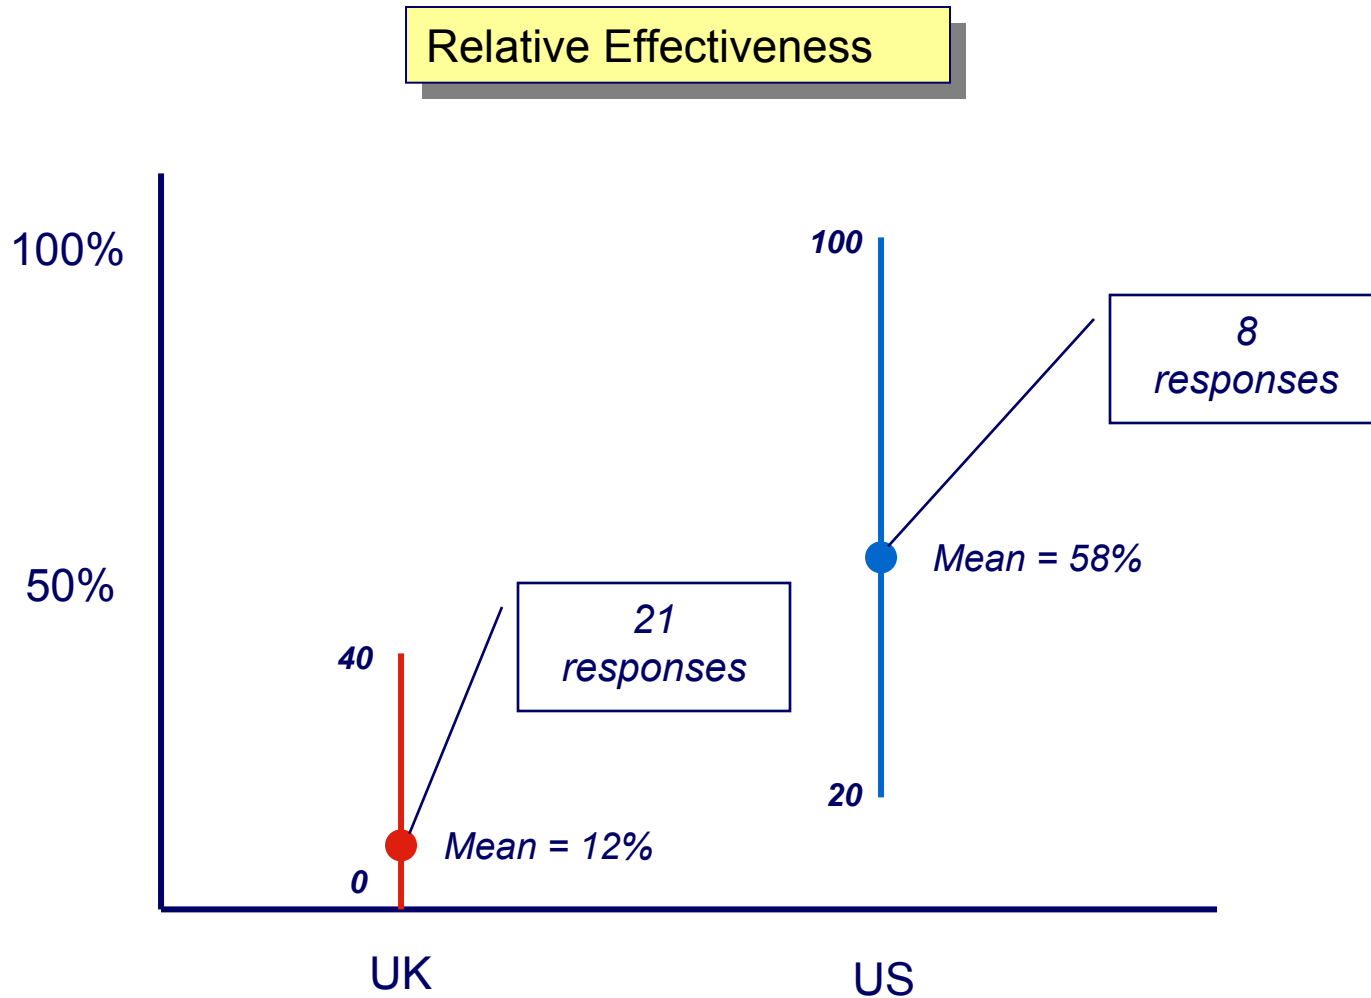 Relative Effectiveness
100%
100
8
responses
Mean = 58%
50%
21
responses
40
20
Mean = 12%
0
UK
US